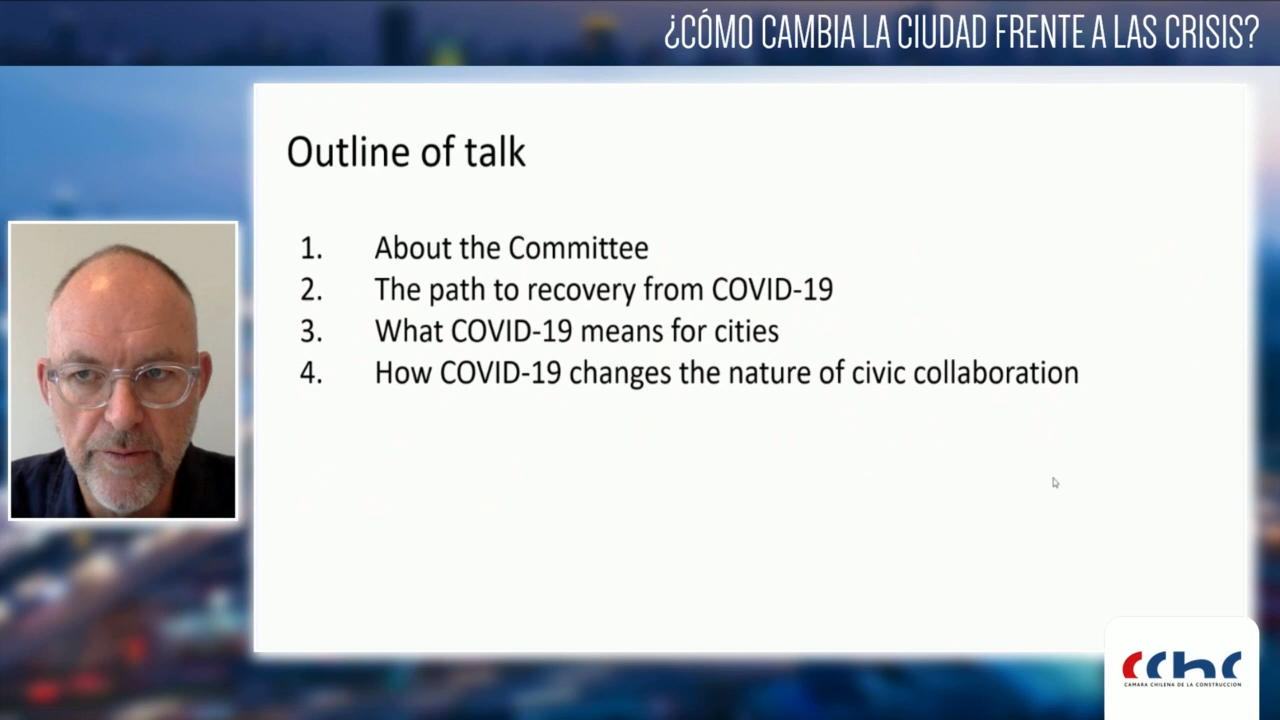 ¿CÓMO CAMBIA LA CIUDAD FRENTE A LAS CRISIS?
Outline of talk
1. About the Committee
2. The path to recovery from COVID-19
3. What COVID-19 means for cities
4. How COVID-19 changes the nature of civic collaboration
cchc
CAMARA CHILENA DE LA CONSTRUCCION